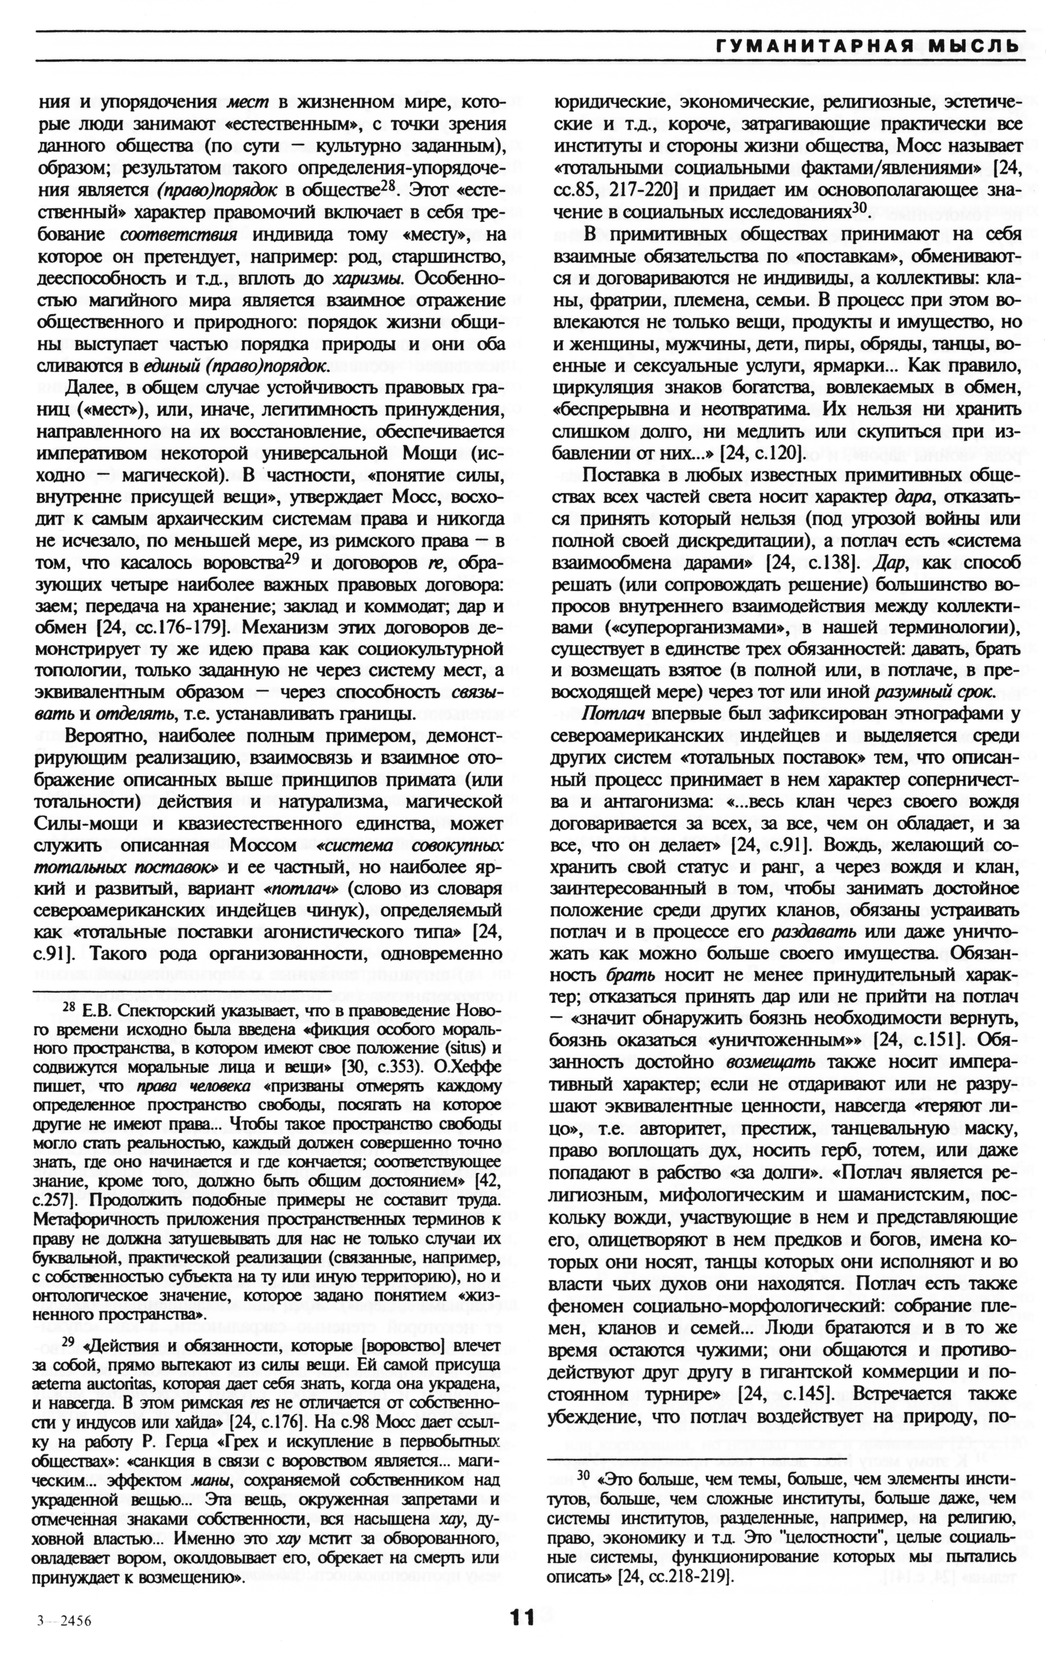 ГУМАНИТАРНАЯ МЫСЛЬ
ния и упорядочения мест в жизненном мире, кото-
рые люди занимают «естественным», с точки зрения
данного общества (по сути — культурно заданным),
образом; результатом такого определения-упорядоче-
ния является (право)порядок в обществе28. Этот «есте-
ственный» характер правомочий включает в себя тре-
бование соответствия индивида тому «месту», на
которое он претендует, например: род, старшинство,
дееспособность и т.д., вплоть до харизмы. Особенно-
стью магийного мира является взаимное отражение
общественного и природного: порядок жизни общи-
ны выступает частью порядка природы и они оба
сливаются в единый (право)порядок.
Далее, в общем случае устойчивость правовых гра-
ниц («мест»), или, иначе, легитимность принуждения,
направленного на их восстановление, обеспечивается
императивом некоторой универсальной Мощи (ис-
ходно — магической). В частности, «понятие силы,
внутренне присущей вещи», утверждает Мосс, восхо-
дит к самым архаическим системам права и никогда
не исчезало, по меньшей мере, из римского права — в
том, что касалось воровства29 и договоров re, обра-
зующих четыре наиболее важных правовых договора:
заем; передача на хранение; заклад и коммодат; дар и
обмен [24, сс.176-179]. Механизм этих договоров де-
монстрирует ту же идею права как социокультурной
топологии, только заданную не через систему мест, а
эквивалентным образом — через способность связы-
вать и отделять, т.е. устанавливать границы.
Вероятно, наиболее полным примером, демонст-
рирующим реализацию, взаимосвязь и взаимное ото-
бражение описанных выше принципов примата (или
тотальности) действия и натурализма, магической
Силы-мощи и квазиестественного единства, может
служить описанная Моссом «система совокупных
тотальных поставок» и ее частный, но наиболее яр-
кий и развитый, вариант «потлач» (слово из словаря
североамериканских индейцев чинук), определяемый
как «тотальные поставки агонистического типа» [24,
с.91]. Такого рода организованности, одновременно
28 Е.В. Спекторский указывает, что в правоведение Ново-
го времени исходно была введена «фикция особого мораль-
ного пространства, в котором имеют свое положение (situs) и
содвижутся моральные лица и вещи» [30, с.353). О.Хеффе
пишет, что права человека «призваны отмерять каждому
определенное пространство свободы, посягать на которое
другие не имеют права... Чтобы такое пространство свободы
могло стать реальностью, каждый должен совершенно точно
знать, где оно начинается и где кончается; соответствующее
знание, кроме того, должно быть общим достоянием» [42,
с.257]. Продолжить подобные примеры не составит труда.
Метафоричность приложения пространственных терминов к
праву не должна затушевывать для нас не только случаи их
буквальной, практической реализации (связанные, например,
с собственностью субъекта на ту или иную территорию), но и
онтологическое значение, которое задано понятием «жиз-
ненного пространства».
29 «Действия и обязанности, которые [воровство] влечет
за собой, прямо вытекают из силы вещи. Ей самой присуща
aeterna auctoritas, которая дает себя знать, когда она украдена,
и навсегда. В этом римская res не отличается от собственно-
сти у индусов или хайда» [24, с.176]. На с.98 Мосс дает ссыл-
ку на работу Р. Герца «Грех и искупление в первобытных
обществах»: «санкция в связи с воровством является... маги-
ческим... эффектом маны, сохраняемой собственником над
украденной вещью... Эта вещь, окруженная запретами и
отмеченная знаками собственности, вся насыщена хау, ду-
ховной властью... Именно это хау мстит за обворованного,
овладевает вором, околдовывает его, обрекает на смерть или
принуждает к возмещению».
юридические, экономические, религиозные, эстетиче-
ские и т.д., короче, затрагивающие практически все
институты и стороны жизни общества, Мосс называет
«тотальными социальными фактами/явлениями» [24,
сс.85, 217-220] и придает им основополагающее зна-
чение в социальных исследованиях30.
В примитивных обществах принимают на себя
взаимные обязательства по «поставкам», обменивают-
ся и договариваются не индивиды, а коллективы: кла-
ны, фратрии, племена, семьи. В процесс при этом во-
влекаются не только вещи, продукты и имущество, но
и женщины, мужчины, дети, пиры, обряды, танцы, во-
енные и сексуальные услуги, ярмарки... Как правило,
циркуляция знаков богатства, вовлекаемых в обмен,
«беспрерывна и неотвратима. Их нельзя ни хранить
слишком долго, ни медлить или скупиться при из-
бавлении от них...» [24, с.120].
Поставка в любых известных примитивных обще-
ствах всех частей света носит характер дара, отказать-
ся принять который нельзя (под угрозой войны или
полной своей дискредитации), а потлач есть «система
взаимообмена дарами» [24, с.138]. Дар, как способ
решать (или сопровождать решение) большинство во-
просов внутреннего взаимодействия между коллекти-
вами («суперорганизмами», в нашей терминологии),
существует в единстве трех обязанностей: давать, брать
и возмещать взятое (в полной или, в потлаче, в пре-
восходящей мере) через тот или иной разумный срок.
Потлач впервые был зафиксирован этнографами у
североамериканских индейцев и выделяется среди
других систем «тотальных поставок» тем, что описан-
ный процесс принимает в нем характер соперничест-
ва и антагонизма: «...весь клан через своего вождя
договаривается за всех, за все, чем он обладает, и за
все, что он делает» [24, с.91]. Вождь, желающий со-
хранить свой статус и ранг, а через вождя и клан,
заинтересованный в том, чтобы занимать достойное
положение среди других кланов, обязаны устраивать
потлач и в процессе его раздавать или даже уничто-
жать как можно больше своего имущества. Обязан-
ность брать носит не менее принудительный харак-
тер; отказаться принять дар или не прийти на потлач
— «значит обнаружить боязнь необходимости вернуть,
боязнь оказаться «уничтоженным»» [24, с.151]. Обя-
занность достойно возмещать также носит импера-
тивный характер; если не отдаривают или не разру-
шают эквивалентные ценности, навсегда «теряют ли-
цо», т.е. авторитет, престиж, танцевальную маску,
право воплощать дух, носить герб, тотем, или даже
попадают в рабство «за долги». «Потлач является ре-
лигиозным, мифологическим и шаманистским, пос-
кольку вожди, участвующие в нем и представляющие
его, олицетворяют в нем предков и богов, имена ко-
торых они носят, танцы которых они исполняют и во
власти чьих духов они находятся. Потлач есть также
феномен социально-морфологический: собрание пле-
мен, кланов и семей... Люди братаются и в то же
время остаются чужими; они общаются и противо-
действуют друг другу в гигантской коммерции и по-
стоянном турнире» [24, с.145]. Встречается также
убеждение, что потлач воздействует на природу, по-
30 «Это больше, чем темы, больше, чем элементы инсти-
тутов, больше, чем сложные институты, больше даже, чем
системы институтов, разделенные, например, на религию,
право, экономику и т.д. Это "целостности", целые социаль-
ные системы, функционирование которых мы пытались
описать» [24, сс.218-219].
3—2456
11